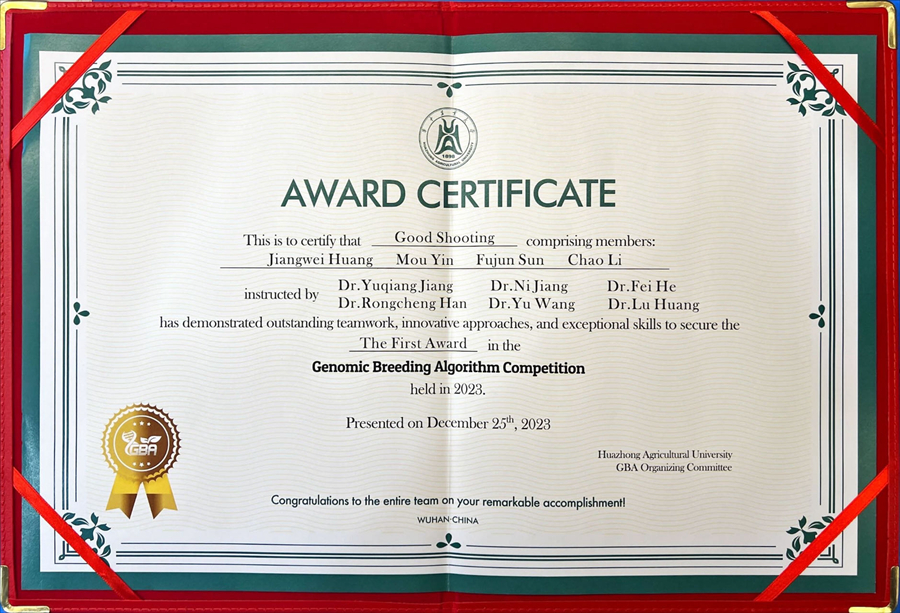 1898
HUAZHONG AGRICULTURAL UNIVERSITY
AWARD CERTIFICATE
This is to certify that Good Shooting comprising members:
Jiangwei Huang Mou Yin Fujun Sun Chao Li
instructed by Dr.Yuqiang Jiang Dr.Ni Jiang Dr.Fei He
Dr.Rongcheng Han Dr.Yu Wang Dr.Lu Huang
has demonstrated outstanding teamwork, innovative approaches, and exceptional skills to secure the
The First Award in the
Genomic Breeding Algorithm Competition
held in 2023.
Presented on December 25th, 2023
GBA
Huazhong Agricultural University
GBA Organizing Committee
Congratulations to the entire team on your remarkable accomplishment!
WUHAN·CHINA